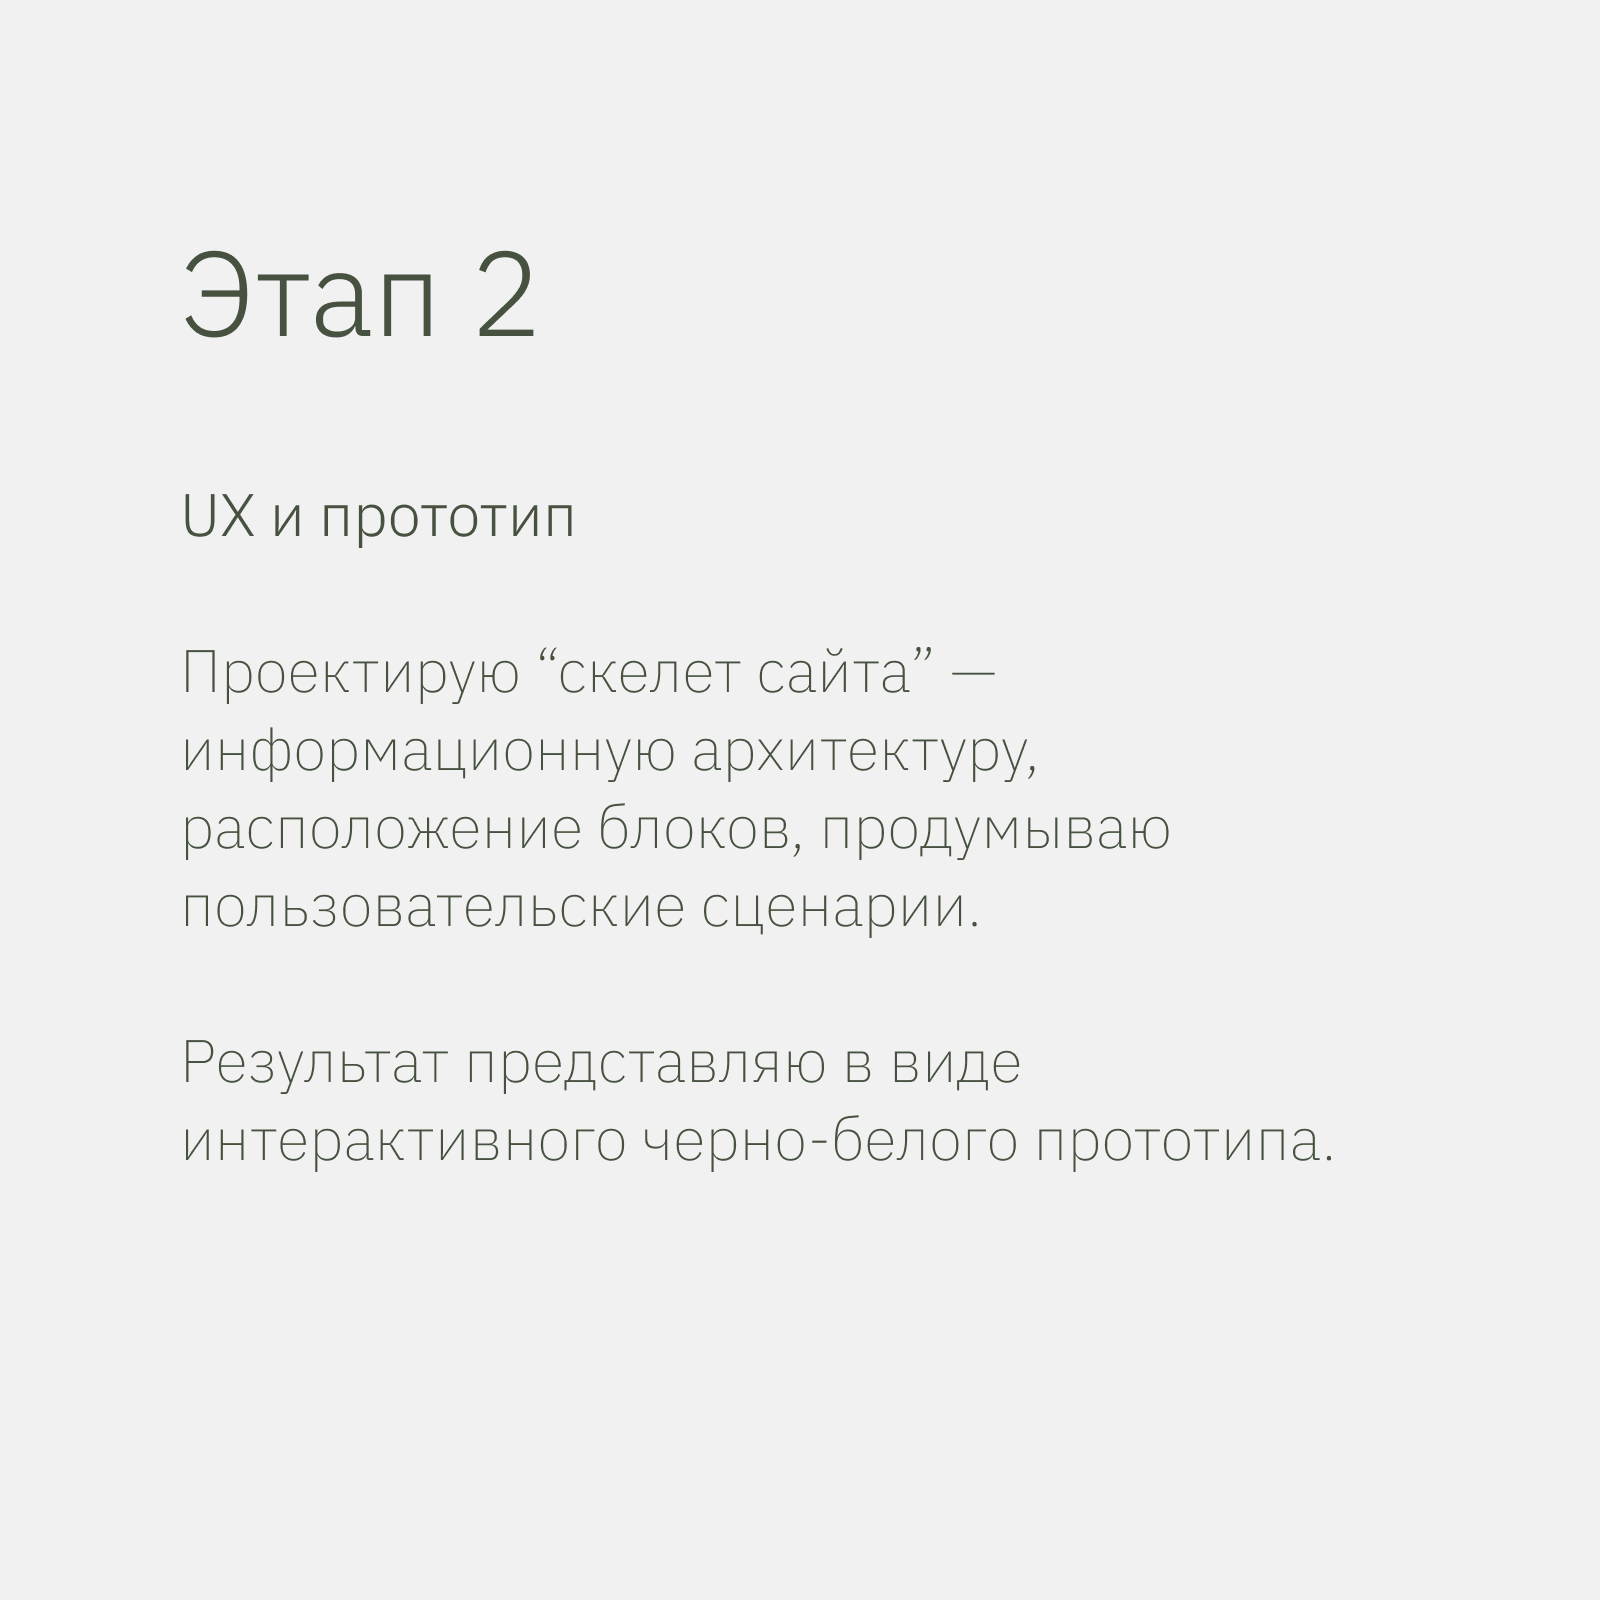 Этап 2
UX и прототип
Проектирую “скелет сайта” —
информационную архитектуру,
расположение блоков, продумываю
пользовательские сценарии.
Результат представляю в виде
интерактивного черно-белого прототипа.